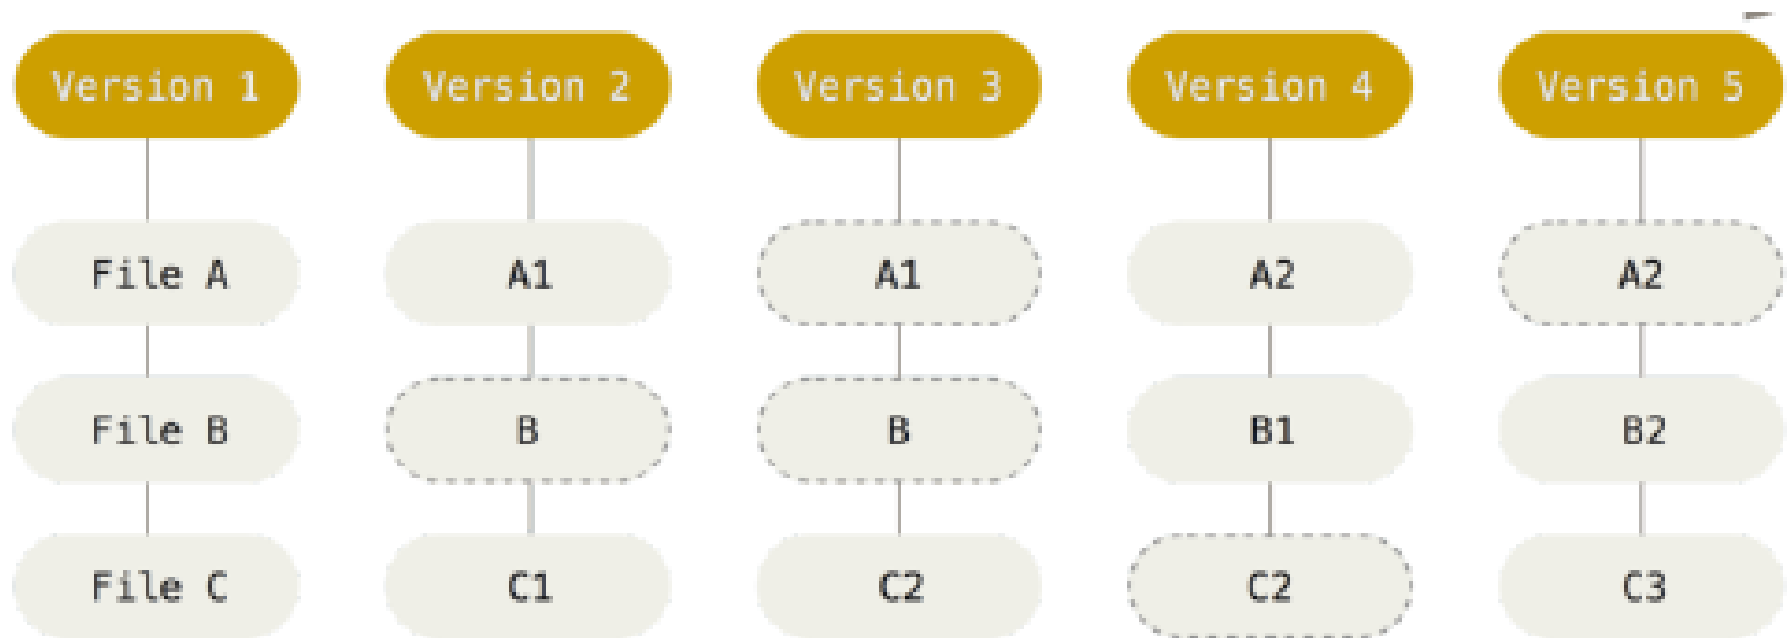 Version 1 Version 2 Version 3 Version 4 Version 5
File A A1 A1 A2 A2
File B B B B1 B2
File C C1 C2 C2 C3